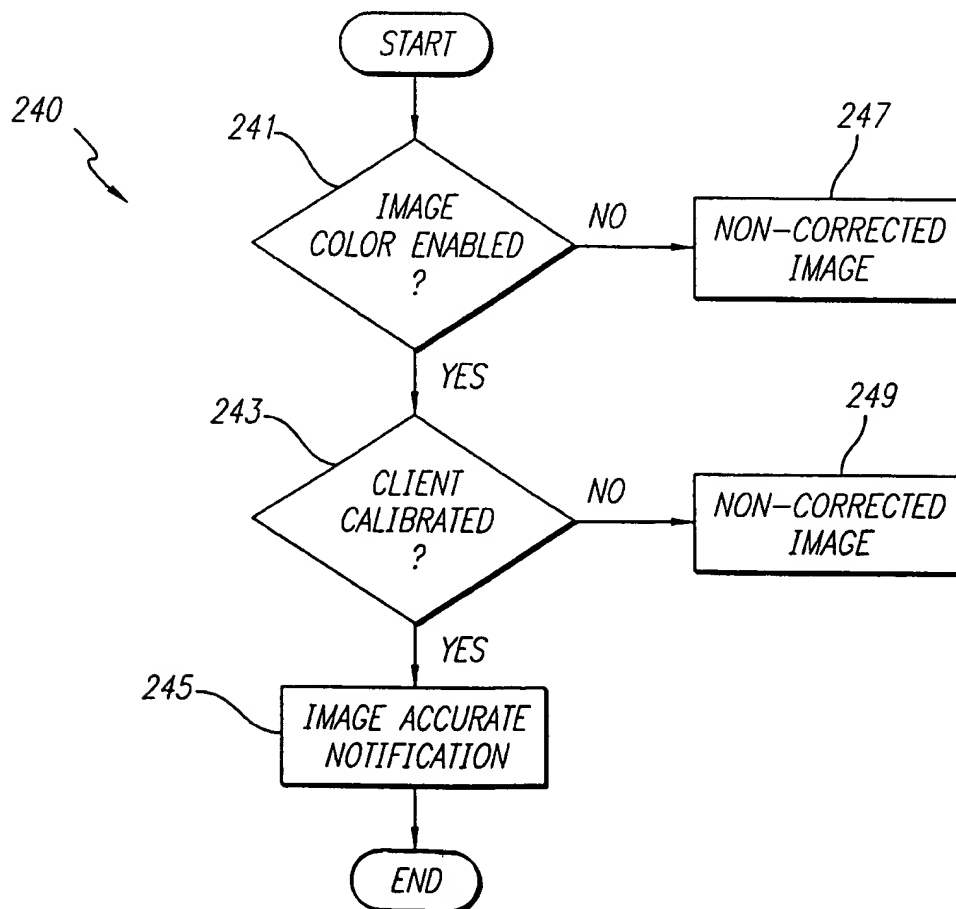 START
240
241
247
IMAGE
COLOR ENABLED
?
NO
NON-CORRECTED
IMAGE
YES
243
249
CLIENT
CALIBRATED
?
NO
NON-CORRECTED
IMAGE
YES
245
IMAGE ACCURATE
NOTIFICATION
END